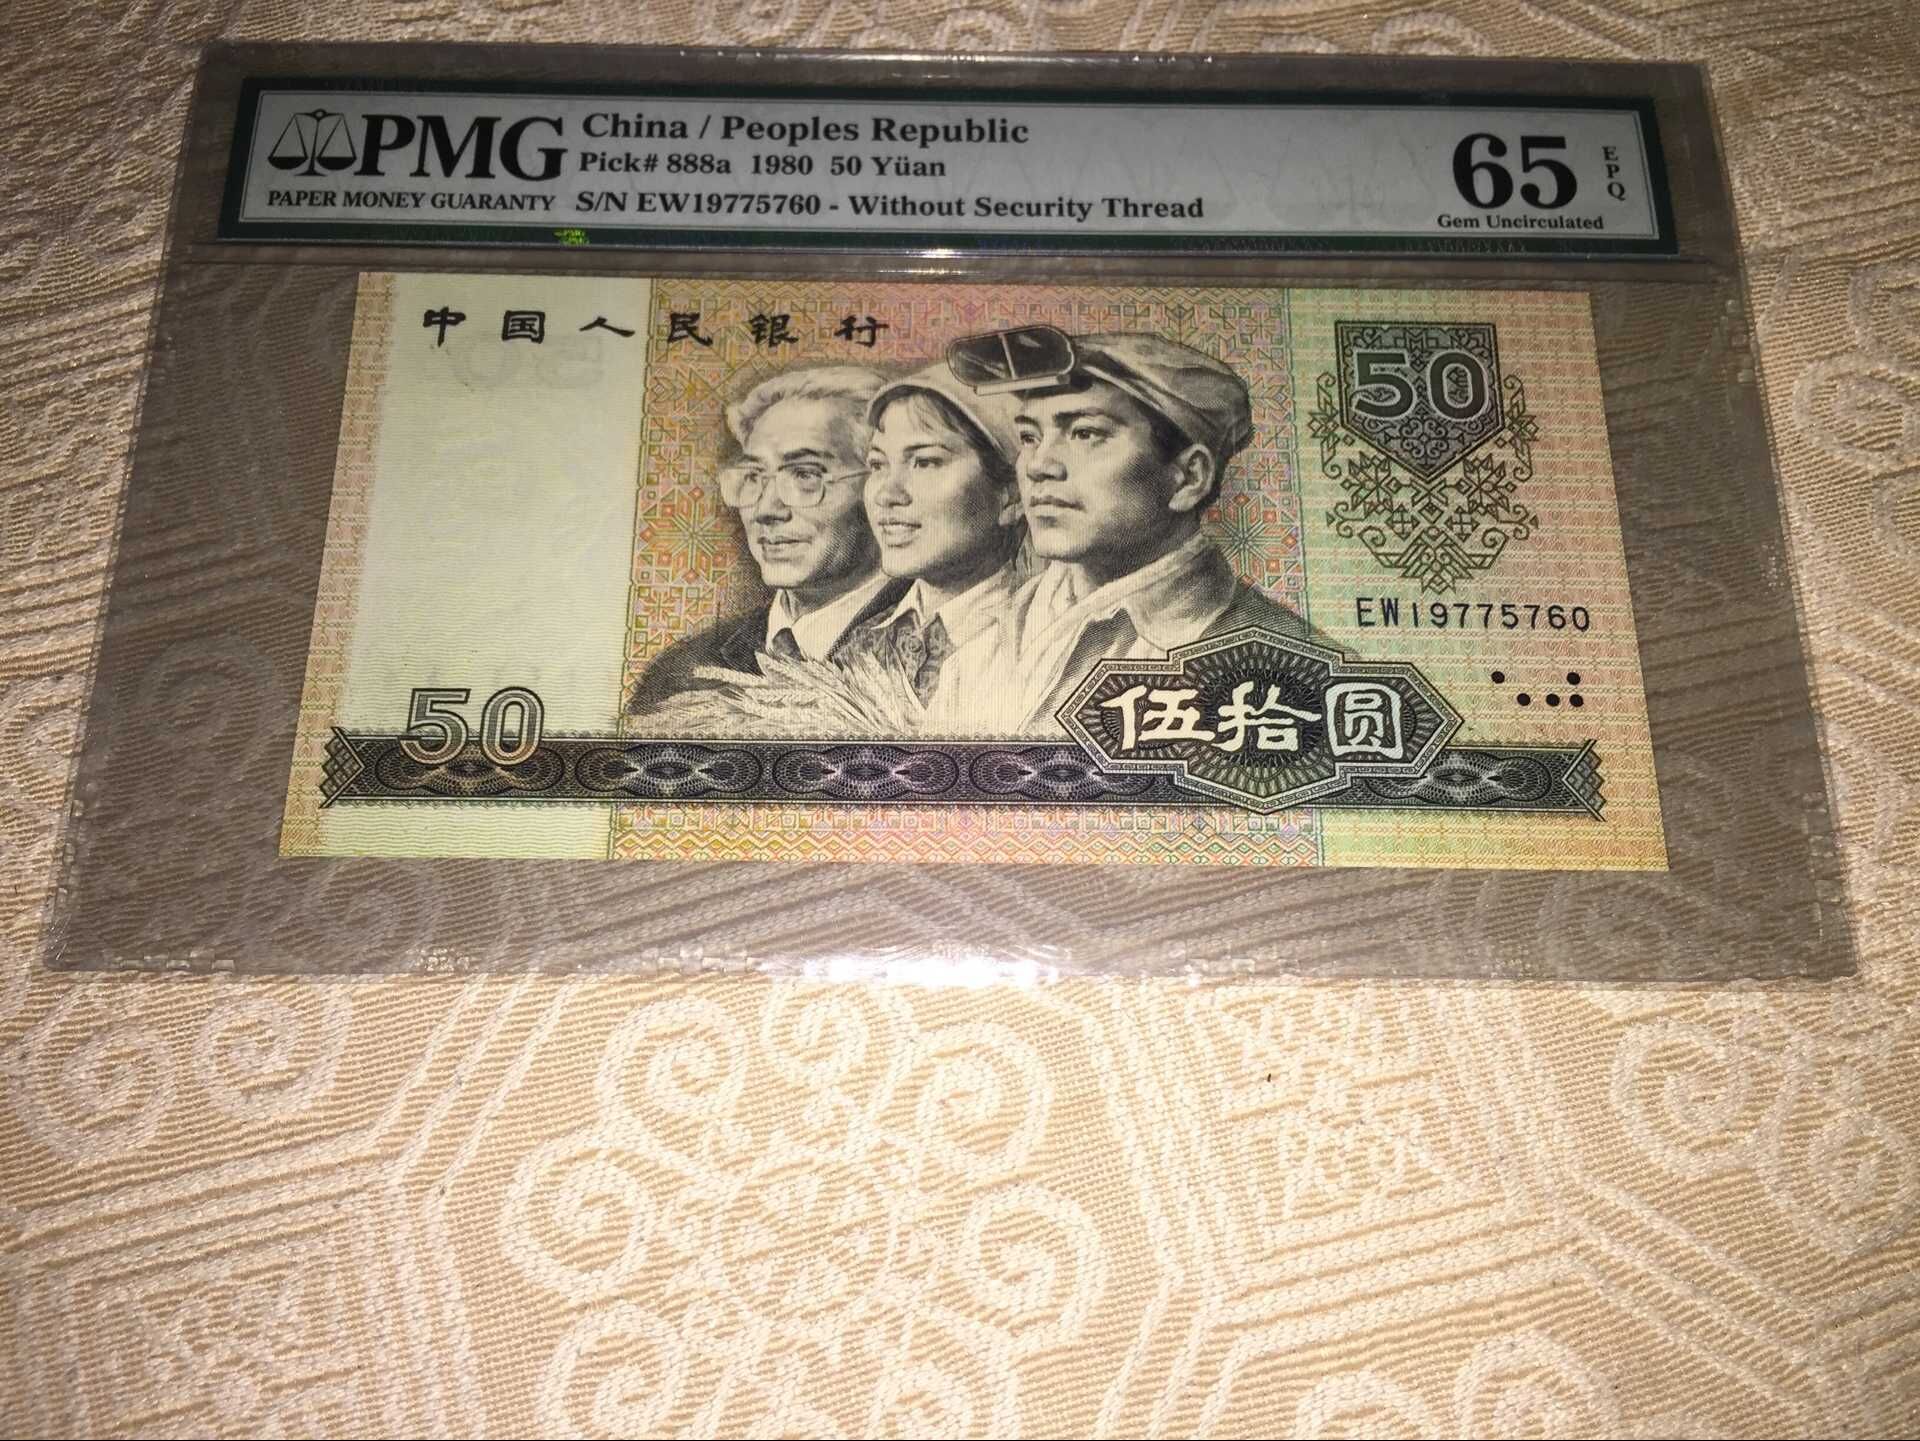 PMG
PAPER MONEY GUARANTY
China / Peoples Republic
Pick# 888a 1980 50 Yüan
S/N EW19775760 - Without Security Thread
65
EPQ
Gem Uncirculated
中国人民银行
50
EW19775760
50
伍拾圆